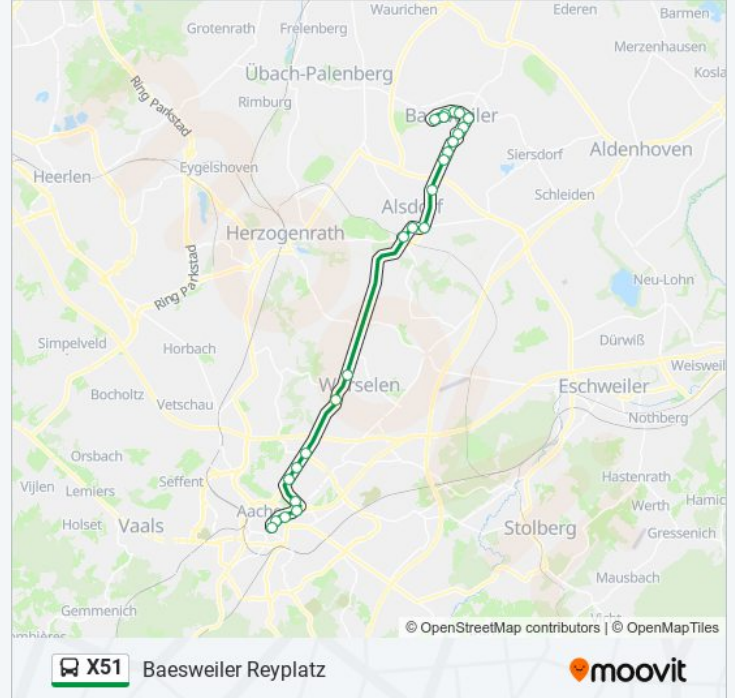 Waurichen
Ederen
Barmen
Grotenrath
Frelenberg
Merzenhausen
Übach-Palenberg
Ring Parkstad
Rimburg
Siersdorf
Aldenhoven
Eygelshoven
Heerlen
Schleiden
Herzogenrath
Ring Parkstad
Neu-Lohn
Simpelveld
Horbach
Dürwiß
Weisweil
Eschweiler
Bocholtz
Vetschau
Nothberg
Orsbach
Seffent
Hastenrath
Vijlen
Lemiers
Werth
Hamic
Holset
Vaals
Stolberg
Gressenich
Mausbach
Gemmenich
© OpenStreetMap contributors | © OpenMapTiles
X51
Baesweiler Reyplatz
moovit